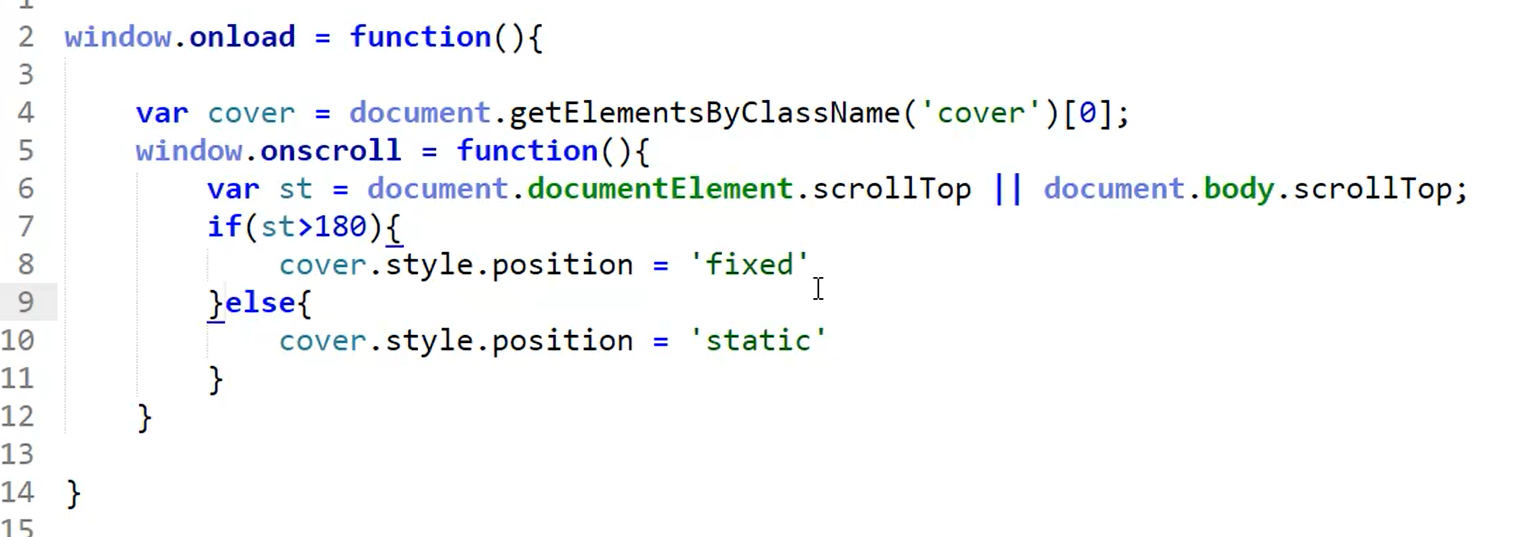 1
2 window.onload = function(){
3
4 var cover = document.getElementsByClassName('cover')[0];
5 window.onscroll = function(){
6 var st = document.documentElement.scrollTop || document.body.scrollTop;
7 if(st>180){
8 cover.style.position = 'fixed'
9 }else{
10 cover.style.position = 'static'
11 }
12 }
13
14 }
15